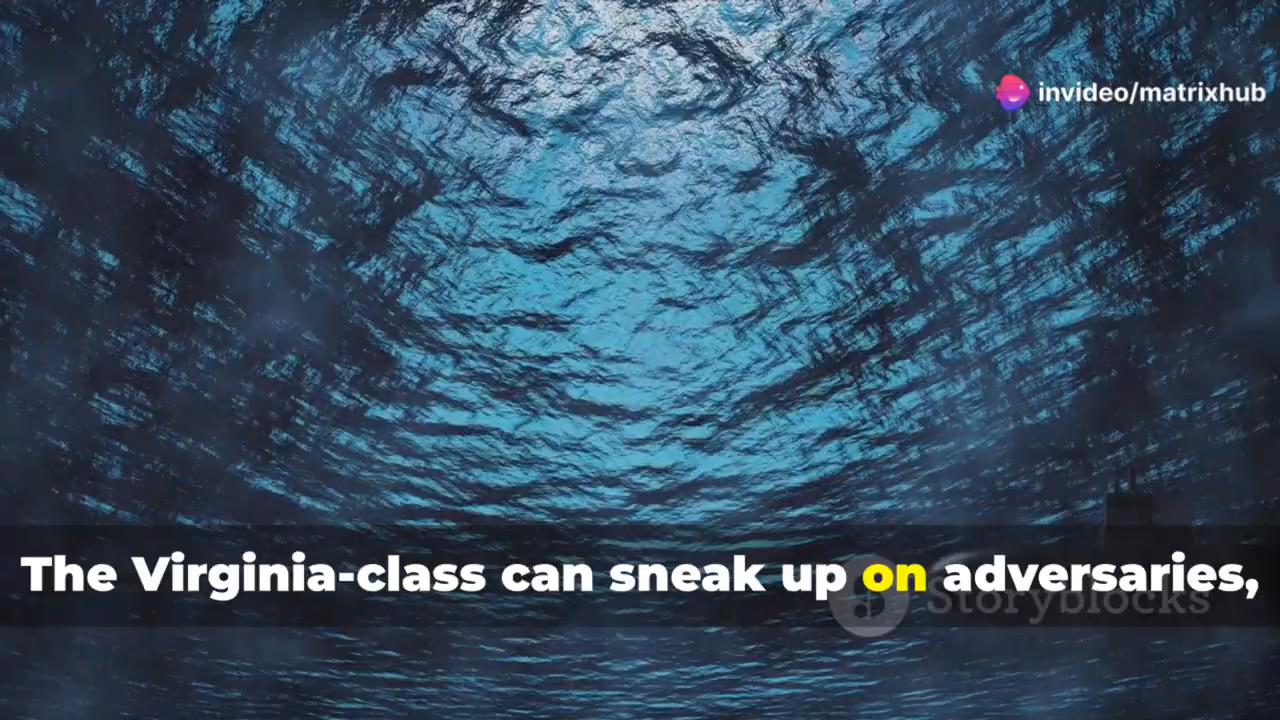 invideo/matrixhub
The Virginia-class can sneak up on adversaries,
Storyblocks